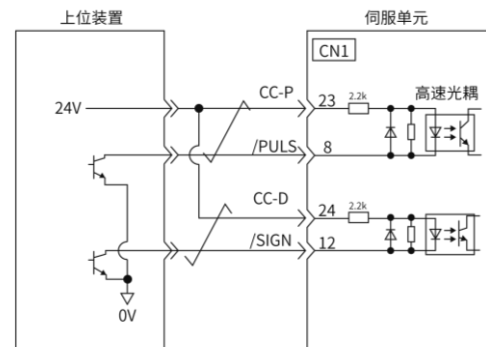 上位装置
伺服单元
CN1
高速光耦
24V
CC-P
23
2.2k
/PULS
8
CC-D
24
2.2k
/SIGN
12
0V